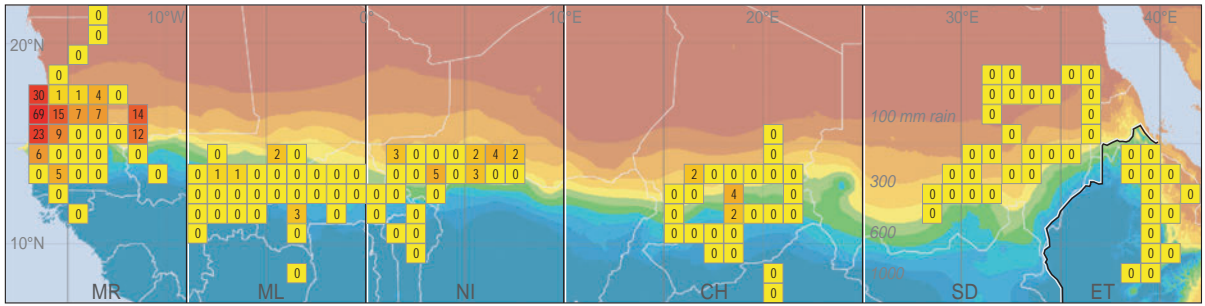 0 10°W 0° 10°E 20°E 30°E 40°E
0
20°N
0
0 0 0 0 0
30 1 1 4 0 0 0 0 0 0
69 15 7 7 14 100 mm rain 0 0
23 9 0 0 0 12 0 0 0
6 0 0 0 0 0 2 0 3 0 0 0 2 4 2 0 0 0 0 0 0 0 0
0 5 0 0 0 0 1 1 0 0 0 0 0 0 0 0 5 0 3 0 0 2 0 0 0 0 0 300 0 0 0 0 0 0 0
0 0 0 0 0 0 0 0 0 0 0 0 0 0 0 4 0 0 0 0 0 0 0 0
0 0 0 0 0 3 0 0 0 0 0 2 0 0 0 0 0 0
10°N 0 0 0 0 0 0 0 0 600 0 0
0 0 0 0 0
0 0 1000 0 0
0
MR ML NI CH SD ET